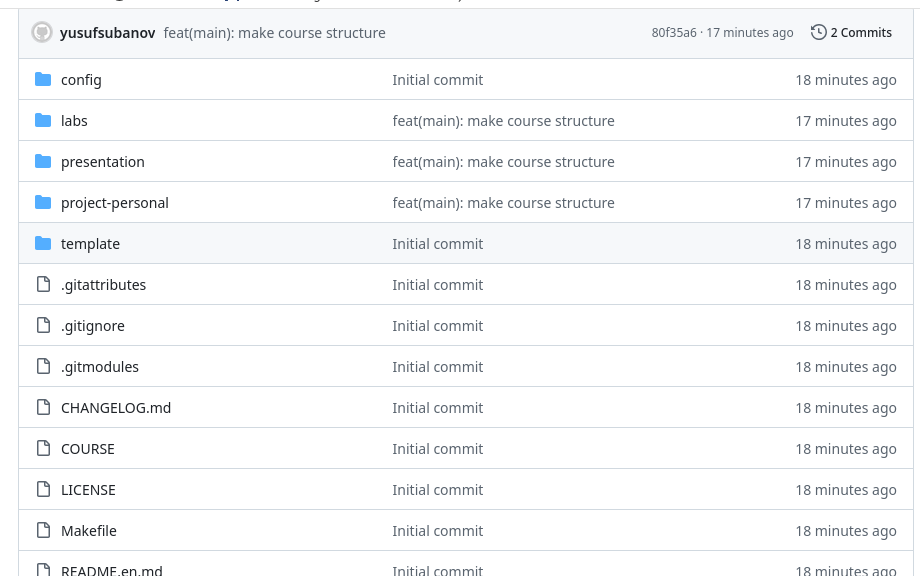 yusufsubanov feat(main): make course structure 80f35a6 · 17 minutes ago 2 Commits
config Initial commit 18 minutes ago
labs feat(main): make course structure 17 minutes ago
presentation feat(main): make course structure 17 minutes ago
project-personal feat(main): make course structure 17 minutes ago
template Initial commit 18 minutes ago
.gitattributes Initial commit 18 minutes ago
.gitignore Initial commit 18 minutes ago
.gitmodules Initial commit 18 minutes ago
CHANGELOG.md Initial commit 18 minutes ago
COURSE Initial commit 18 minutes ago
LICENSE Initial commit 18 minutes ago
Makefile Initial commit 18 minutes ago
README.en.md Initial commit 18 minutes ago